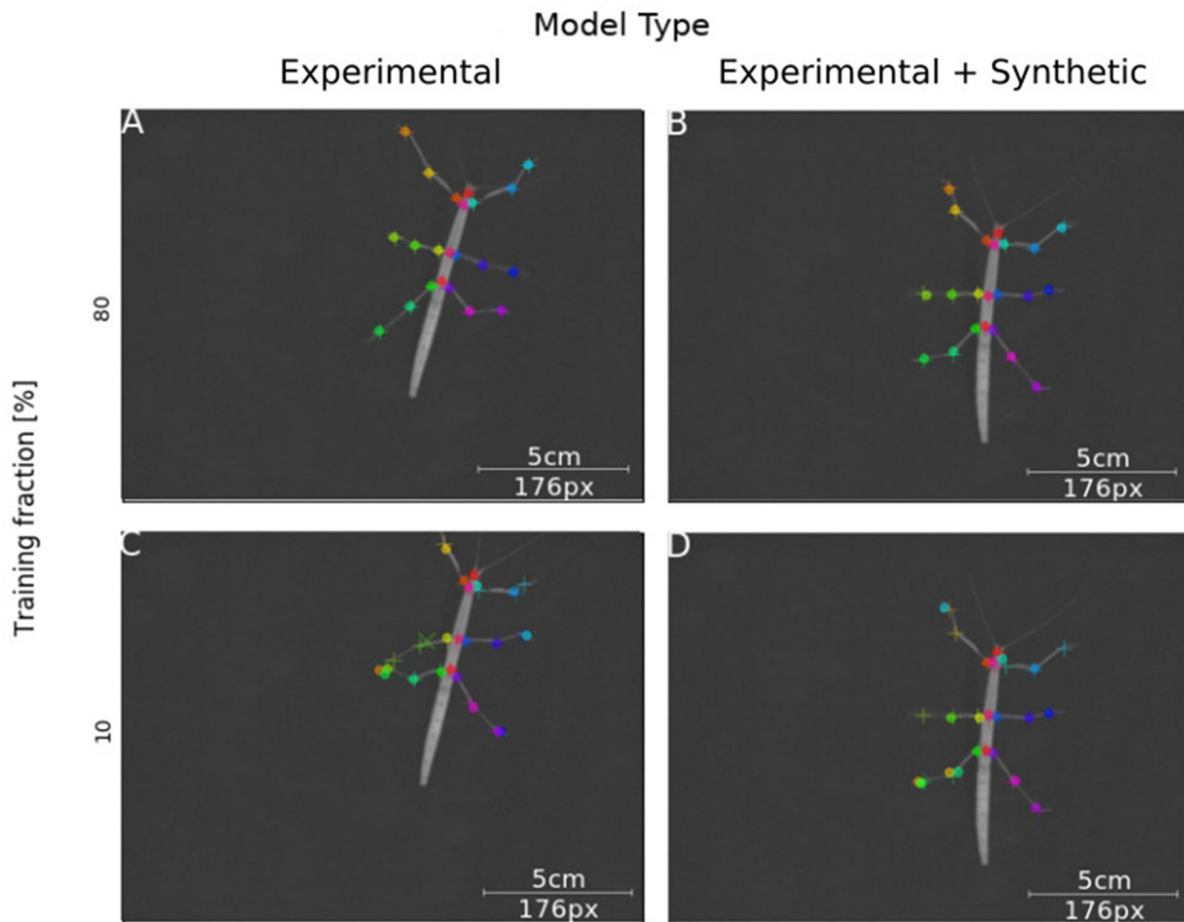 Model Type
Experimental
Experimental + Synthetic
Training fraction [%]
80
A
5cm
176px
B
5cm
176px
10
C
5cm
176px
D
5cm
176px